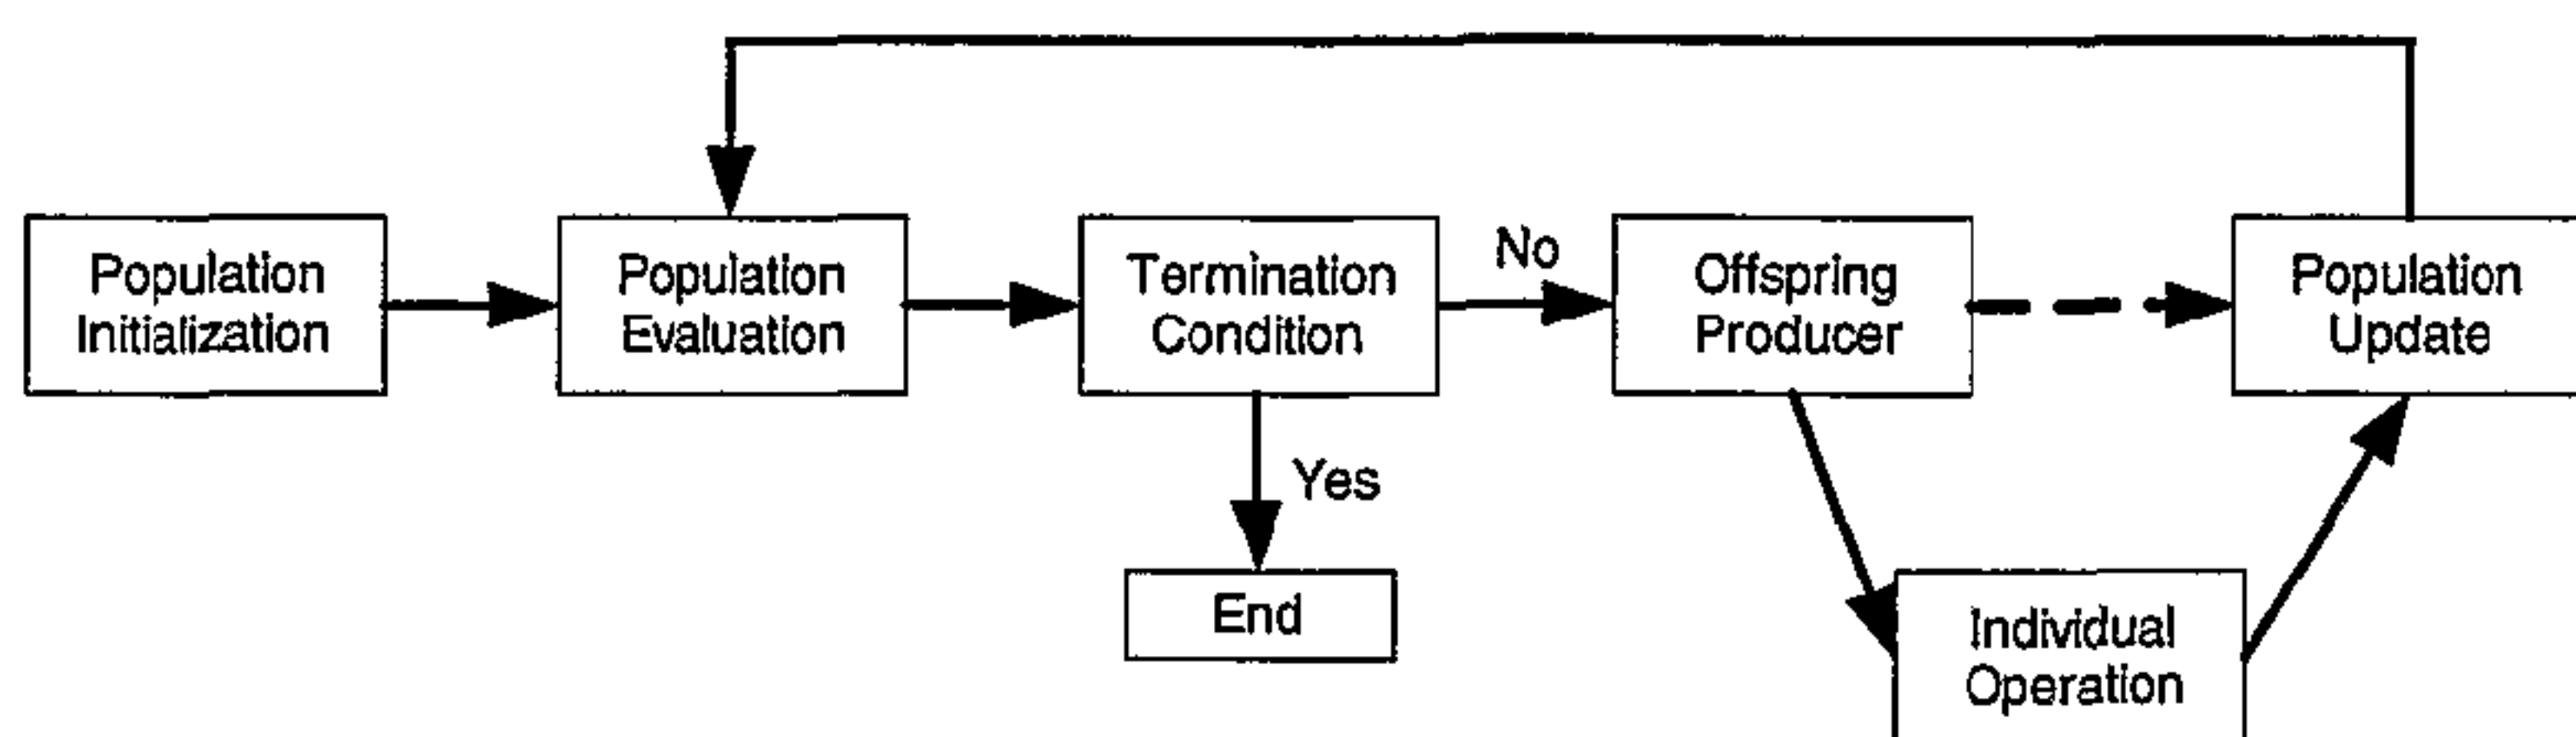 Population
Initialization
Population
Evaluation
Termination
Condition
No
Offspring
Producer
Population
Update
Yes
End
Individual
Operation